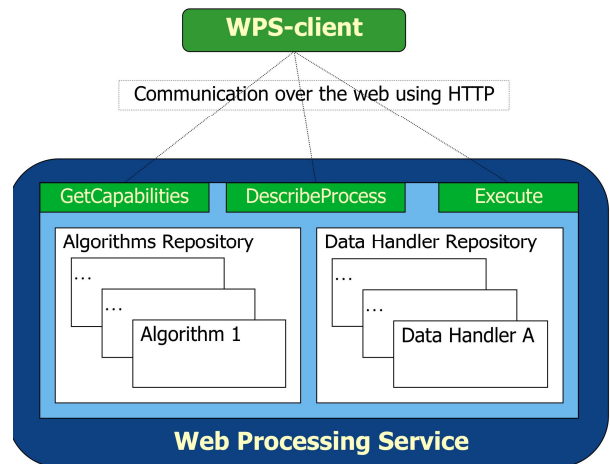 WPS-client
Communication over the web using HTTP
GetCapabilities
DescribeProcess
Execute
Algorithms Repository
...
...
Algorithm 1
Data Handler Repository
...
...
Data Handler A
Web Processing Service